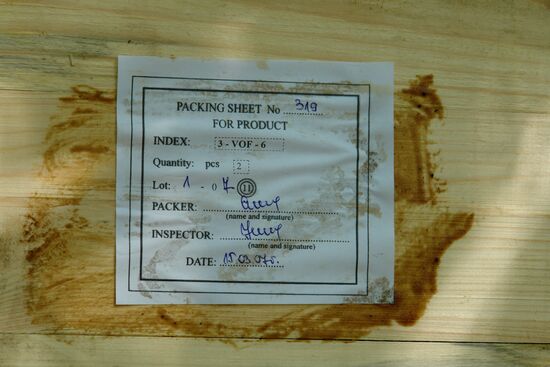 PACKING SHEET No 319
FOR PRODUCT
INDEX: 3 - VOF - 6
Quantity: pcs 2
Lot: 1 - 07 11
PACKER:
(name and signature)
INSPECTOR:
(name and signature)
DATE: 15.03.07г.